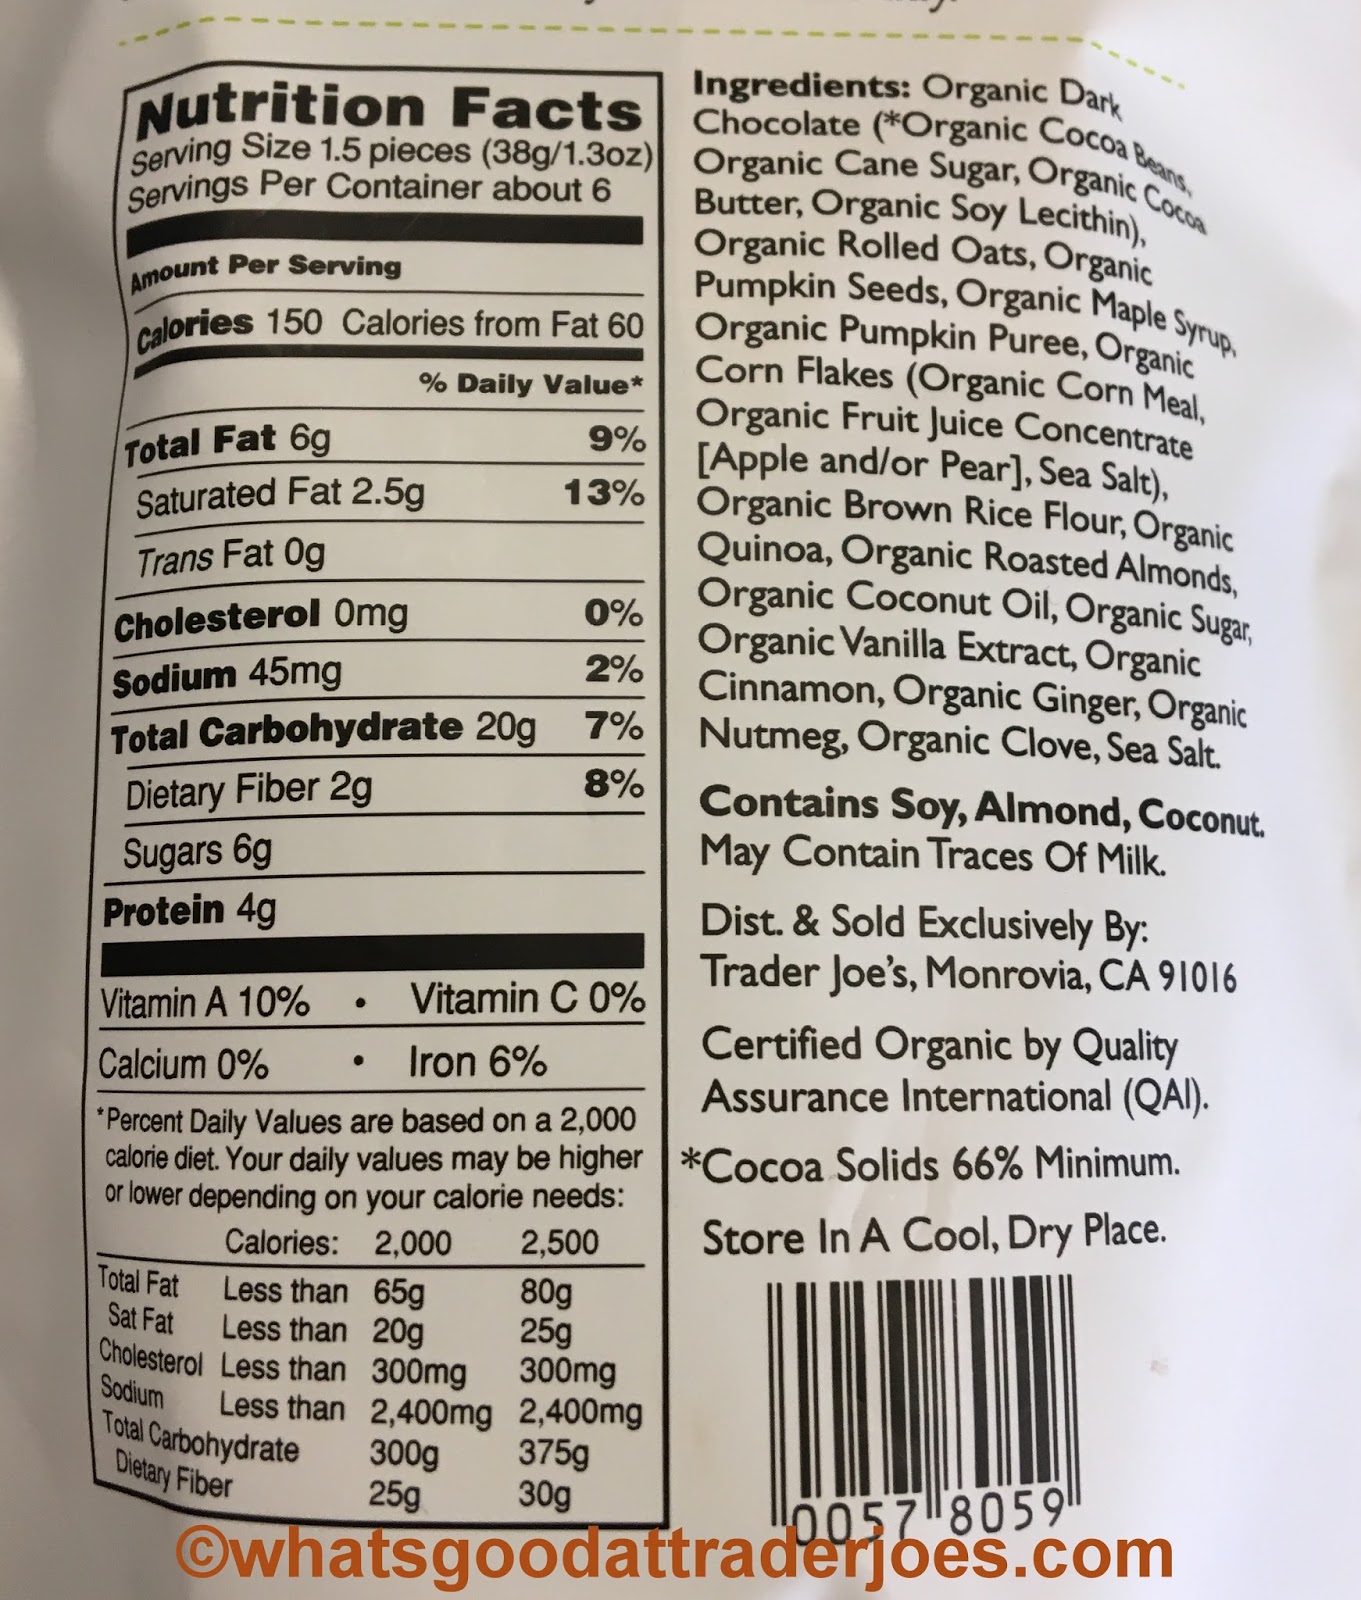 Nutrition Facts
Serving Size 1.5 pieces (38g/1.3oz)
Servings Per Container about 6
Amount Per Serving
Calories 150 Calories from Fat 60
% Daily Value*
Total Fat 6g 9%
Saturated Fat 2.5g 13%
Trans Fat 0g
Cholesterol 0mg 0%
Sodium 45mg 2%
Total Carbohydrate 20g 7%
Dietary Fiber 2g 8%
Sugars 6g
Protein 4g
Vitamin A 10% • Vitamin C 0%
Calcium 0% • Iron 6%
*Percent Daily Values are based on a 2,000
calorie diet. Your daily values may be higher
or lower depending on your calorie needs:
Calories: 2,000 2,500
Total Fat Less than 65g 80g
Sat Fat Less than 20g 25g
Cholesterol Less than 300mg 300mg
Sodium Less than 2,400mg 2,400mg
Total Carbohydrate 300g 375g
Dietary Fiber 25g 30g
Ingredients: Organic Dark
Chocolate (*Organic Cocoa Beans,
Organic Cane Sugar, Organic Cocoa
Butter, Organic Soy Lecithin),
Organic Rolled Oats, Organic
Pumpkin Seeds, Organic Maple Syrup,
Organic Pumpkin Puree, Organic
Corn Flakes (Organic Corn Meal,
Organic Fruit Juice Concentrate
[Apple and/or Pear], Sea Salt),
Organic Brown Rice Flour, Organic
Quinoa, Organic Roasted Almonds,
Organic Coconut Oil, Organic Sugar,
Organic Vanilla Extract, Organic
Cinnamon, Organic Ginger, Organic
Nutmeg, Organic Clove, Sea Salt.
Contains Soy, Almond, Coconut.
May Contain Traces Of Milk.
Dist. & Sold Exclusively By:
Trader Joe's, Monrovia, CA 91016
Certified Organic by Quality
Assurance International (QAI).
*Cocoa Solids 66% Minimum.
Store In A Cool, Dry Place.
0057 8059
©whatsgoodattraderjoes.com